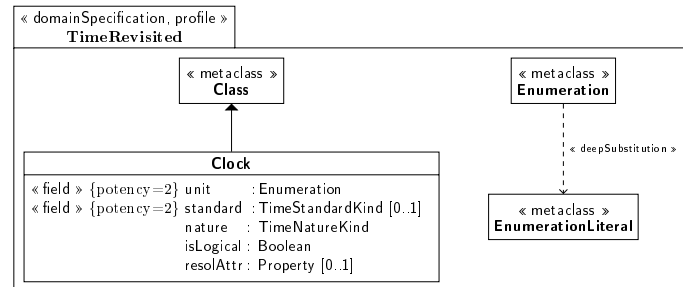 « domainSpecification, profile »
TimeRevisited
« metaclass »
Class
« metaclass »
Enumeration
Clock
« deepSubstitution »
« field » {potency=2} unit : Enumeration
« field » {potency=2} standard : TimeStandardKind [0..1]
nature : TimeNatureKind
isLogical : Boolean
resolAttr : Property [0..1]
« metaclass »
EnumerationLiteral